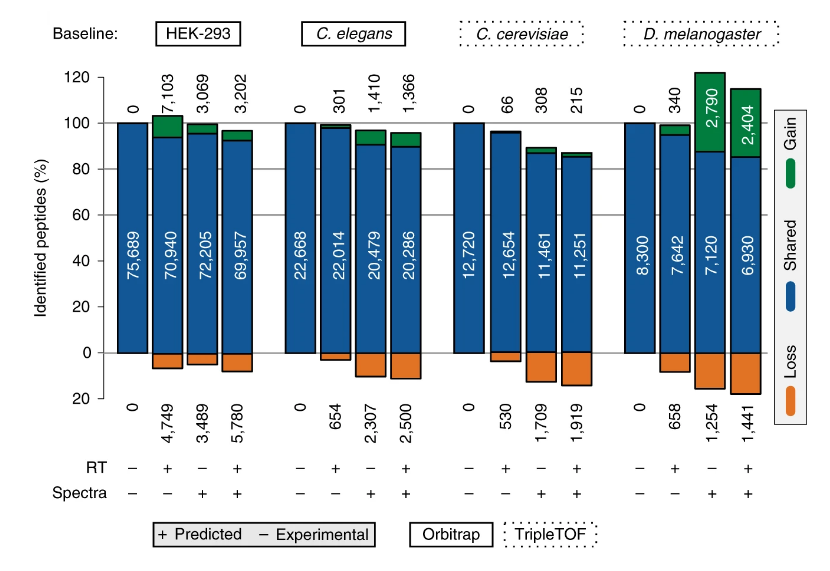 Baseline: HEK-293 C. elegans C. cerevisiae D. melanogaster
Identified peptides (%)
120
100
80
60
40
20
0
20
0 7,103 3,069 3,202 0 301 1,410 1,366 0 66 308 215 0 340 2,790 2,404
75,689 70,940 72,205 69,957 22,668 22,014 20,479 20,286 12,720 12,654 11,461 11,251 8,300 7,642 7,120 6,930
0 4,749 3,489 5,780 0 654 2,307 2,500 0 530 1,709 1,919 0 658 1,254 1,441
Gain
Shared
Loss
RT – + – + – + – + – + – + – + – +
Spectra – – + + – – + + – – + + – – + +
+ Predicted – Experimental Orbitrap TripleTOF